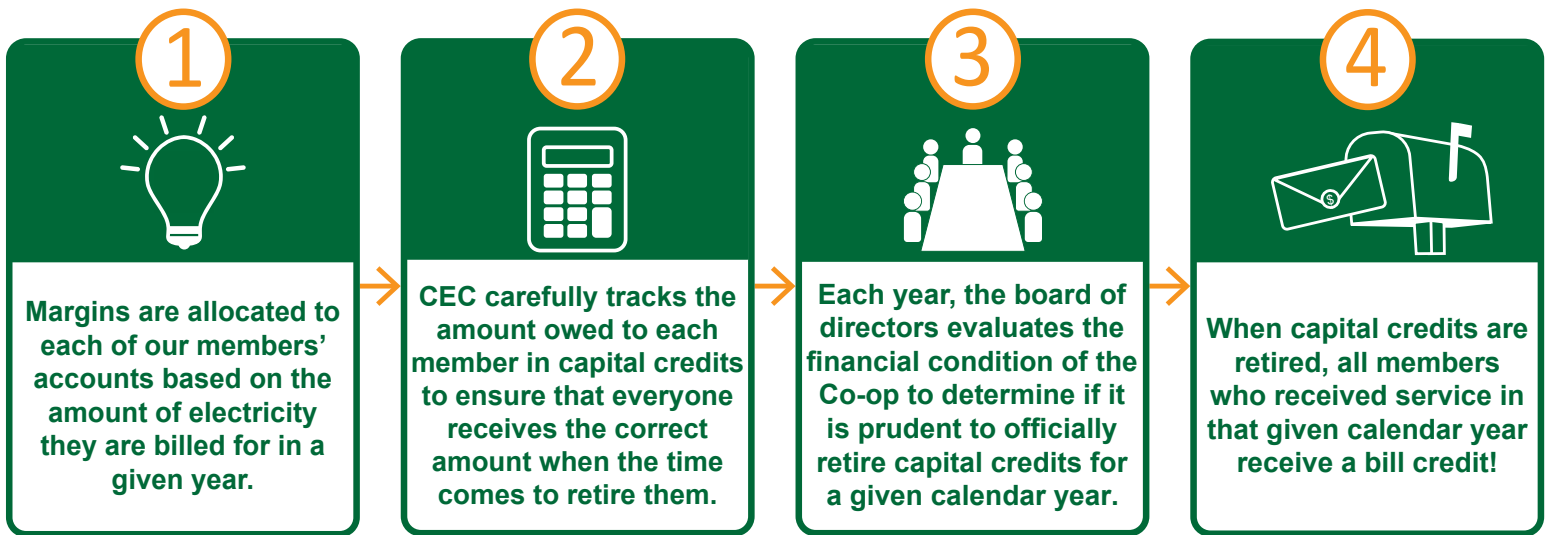 1
Margins are allocated to
each of our members’
accounts based on the
amount of electricity
they are billed for in a
given year.
2
CEC carefully tracks the
amount owed to each
member in capital credits
to ensure that everyone
receives the correct
amount when the time
comes to retire them.
3
Each year, the board of
directors evaluates the
financial condition of the
Co-op to determine if it
is prudent to officially
retire capital credits for
a given calendar year.
4
$
When capital credits are
retired, all members
who received service in
that given calendar year
receive a bill credit!